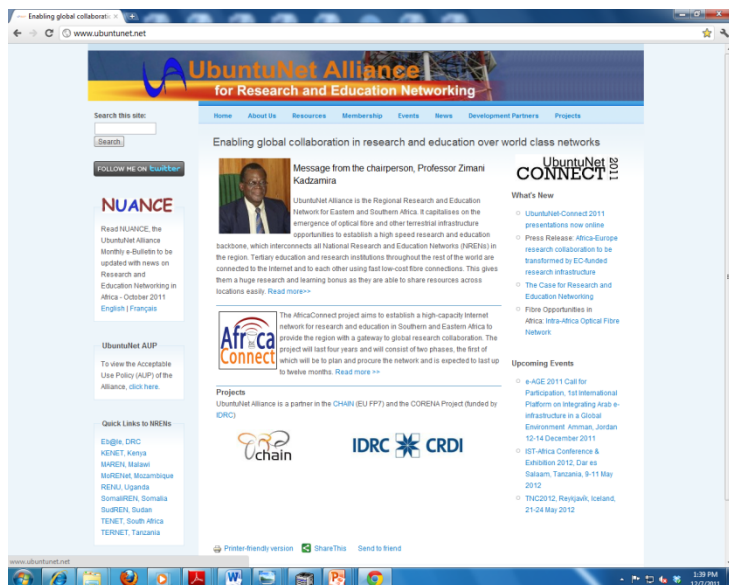 Enabling global collaboratic
www.ubuntunet.net
UbuntuNet Alliance
for Research and Education Networking
Search this site:
Search
FOLLOW ME ON twitter
NUANCE
Read NUANCE, the
UbuntuNet Alliance
Monthly e-Bulletin to be
updated with news on
Research and
Education Networking in
Africa - October 2011
English | Français
UbuntuNet AUP
To view the Acceptable
Use Policy (AUP) of the
Alliance, click here.
Quick Links to NRENs
Eb@le, DRC
KENET, Kenya
MAREN, Malawi
MoRENet, Mozambique
RENU, Uganda
SomaliREN, Somalia
SudREN, Sudan
TENET, South Africa
TERNET, Tanzania
Home About Us Resources Membership Events News Development Partners Projects
Enabling global collaboration in research and education over world class networks
Message from the chairperson, Professor Zimani
Kadzamira
UbuntuNet Alliance is the Regional Research and Education
Network for Eastern and Southern Africa. It capitalises on the
emergence of optical fibre and other terrestrial infrastructure
opportunities to establish a high speed research and education
backbone, which interconnects all National Research and Education Networks (NRENs) in
the region. Tertiary education and research institutions throughout the rest of the world are
connected to the Internet and to each other using fast low-cost fibre connections. This gives
them a huge research and learning bonus as they are able to share resources across
locations easily. Read more>>
Africa
Connect
The AfricaConnect project aims to establish a high-capacity Internet
network for research and education in Southern and Eastern Africa to
provide the region with a gateway to global research collaboration. The
project will last four years and will consist of two phases, the first of
which will be to plan and procure the network and is expected to last up
to twelve months. Read more >>
Projects
UbuntuNet Alliance is a partner in the CHAIN (EU FP7) and the CORENA Project (funded by
IDRC)
chain
IDRC CRDI
Printer-friendly version ShareThis Send to friend
UbuntuNet
CONNECT 2011
What's New
UbuntuNet-Connect 2011
presentations now online
Press Release: Africa-Europe
research collaboration to be
transformed by EC-funded
research infrastructure
The Case for Research and
Education Networking
Fibre Opportunities in
Africa: Intra-Africa Optical Fibre
Network
Upcoming Events
e-AGE 2011 Call for
Participation, 1st International
Platform on Integrating Arab e-
infrastructure in a Global
Environment Amman, Jordan
12-14 December 2011
IST-Africa Conference &
Exhibition 2012, Dar es
Salaam, Tanzania, 9-11 May
2012
TNC2012, Reykjavík, Iceland,
21-24 May 2012
www.ubuntunet.net
1:39 PM
12/7/2011